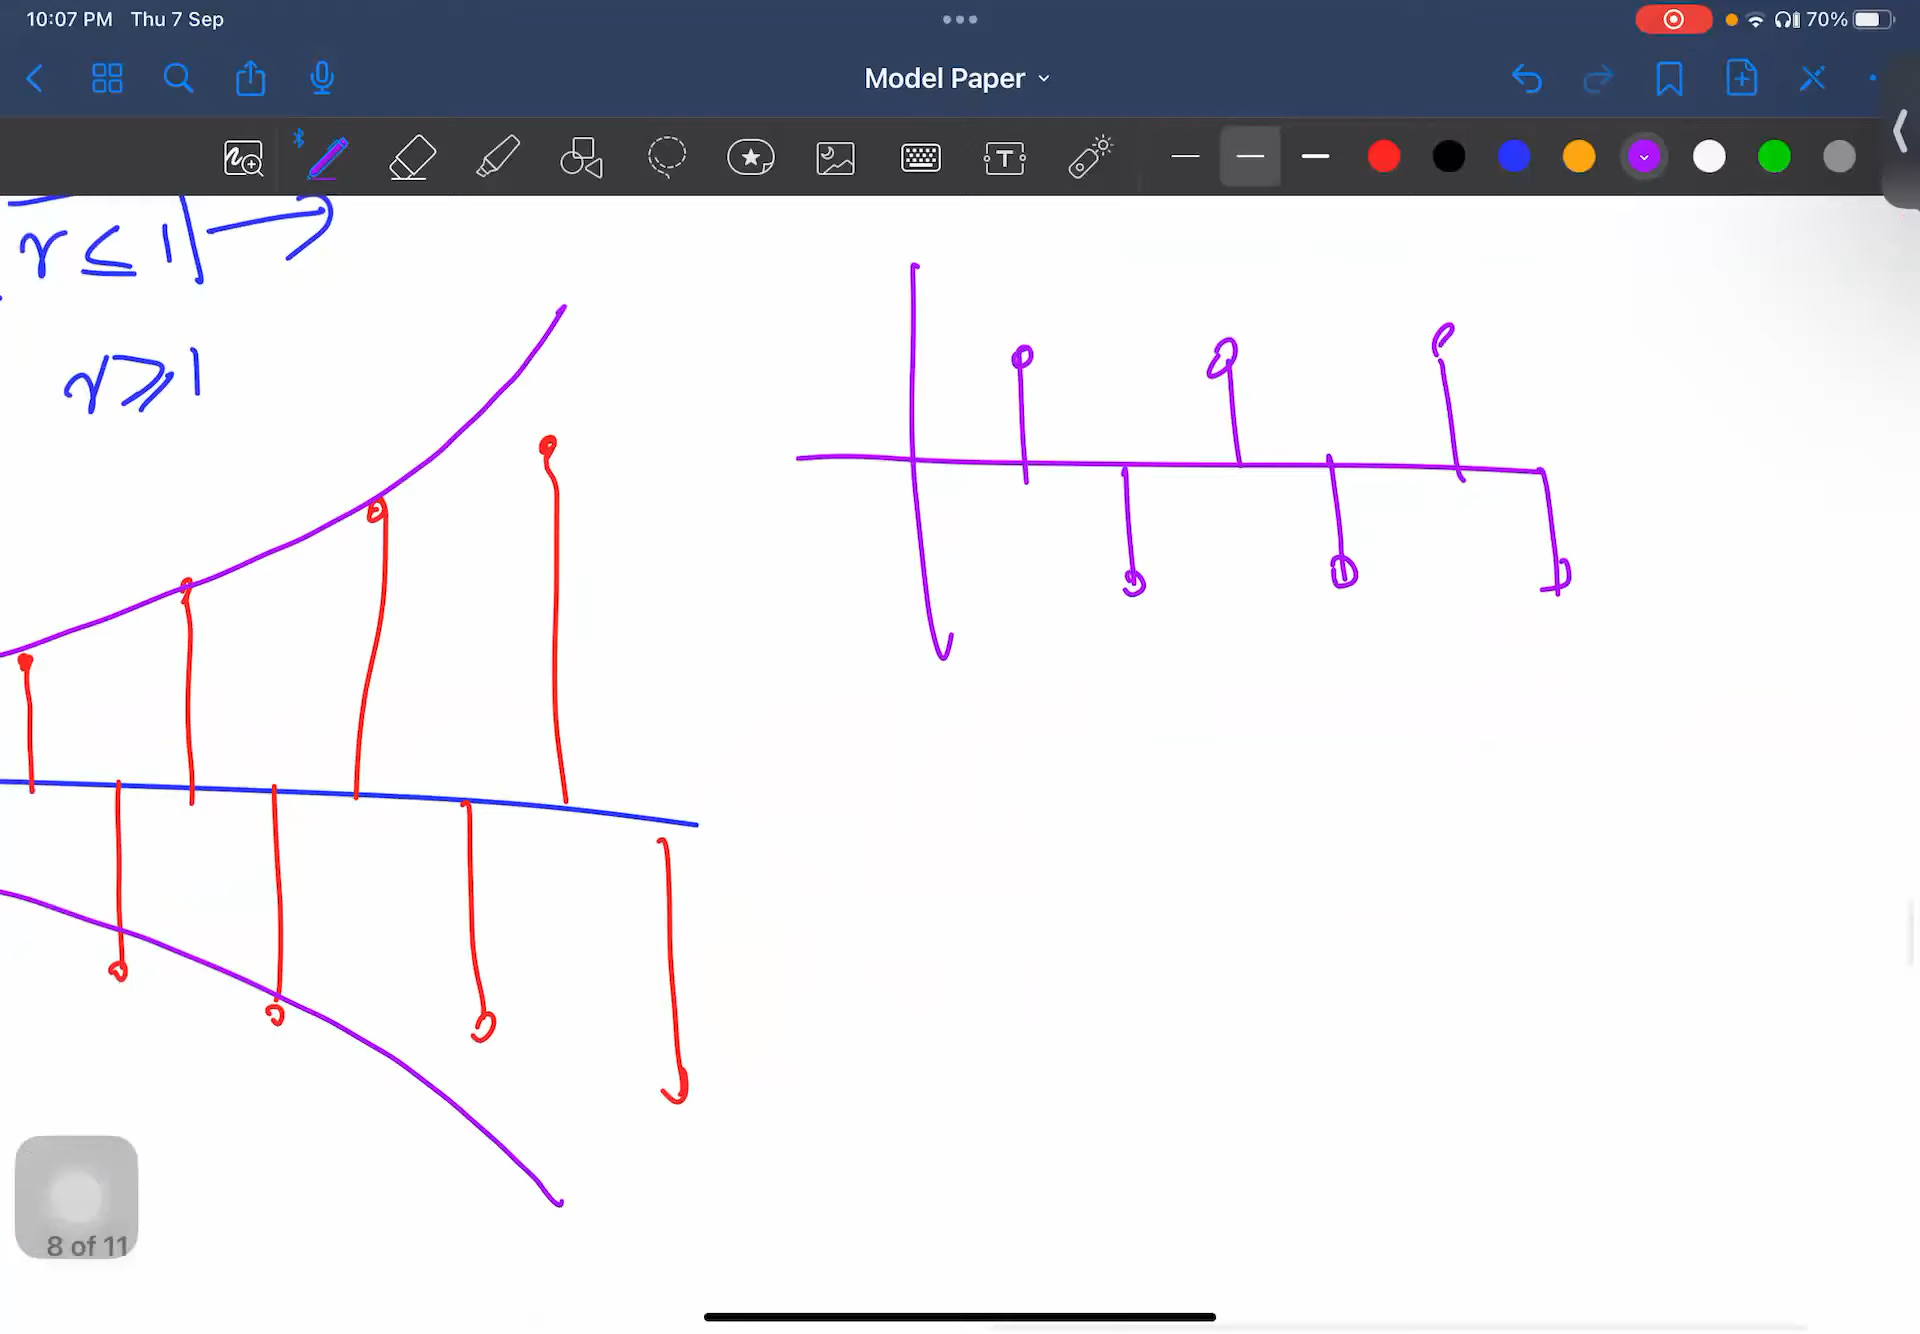 10:07 PM Thu 7 Sep
70%
Model Paper
T
r ≤ 1
r ⩾ 1
8 of 11